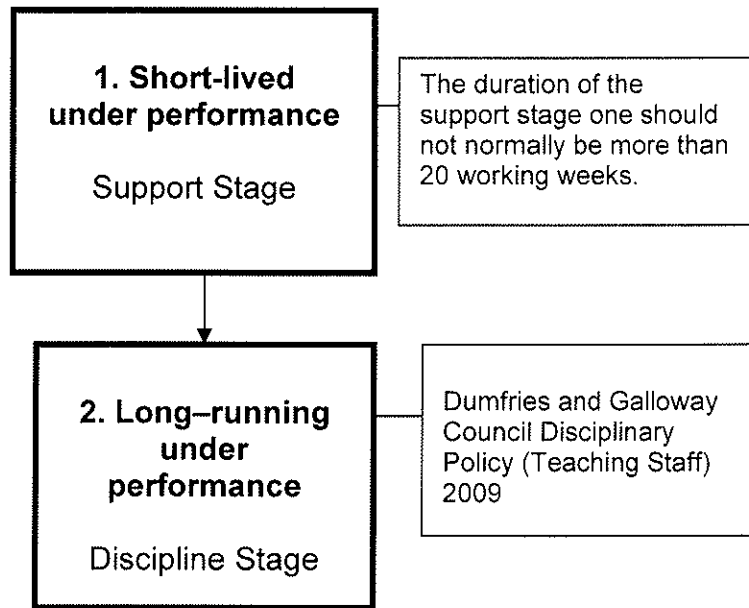 1. Short-lived
under performance
Support Stage
The duration of the
support stage one should
not normally be more than
20 working weeks.
2. Long–running
under
performance
Discipline Stage
Dumfries and Galloway
Council Disciplinary
Policy (Teaching Staff)
2009